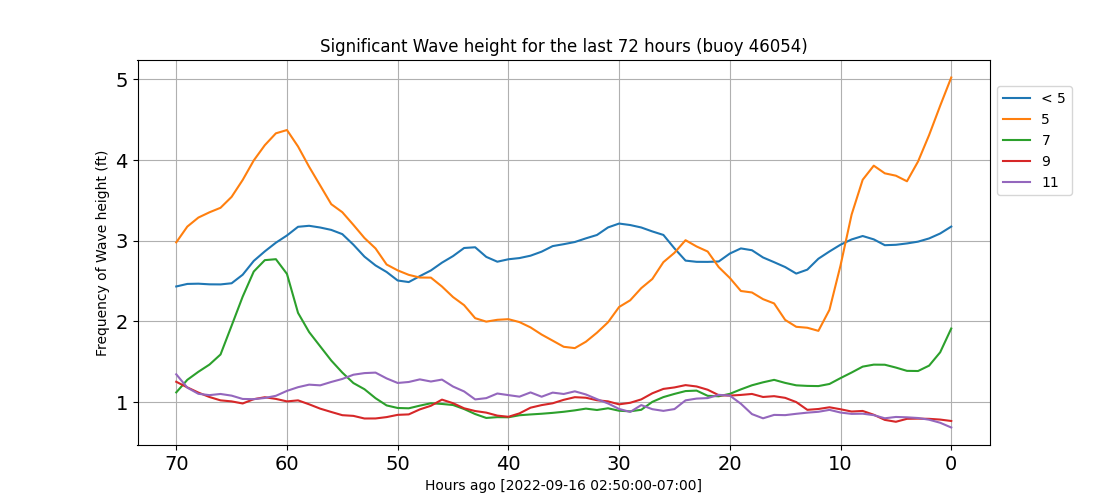 Significant Wave height for the last 72 hours (buoy 46054)
Frequency of Wave height (ft)
5
4
3
2
1
70 60 50 40 30 20 10 0
Hours ago [2022-09-16 02:50:00-07:00]
< 5
5
7
9
11